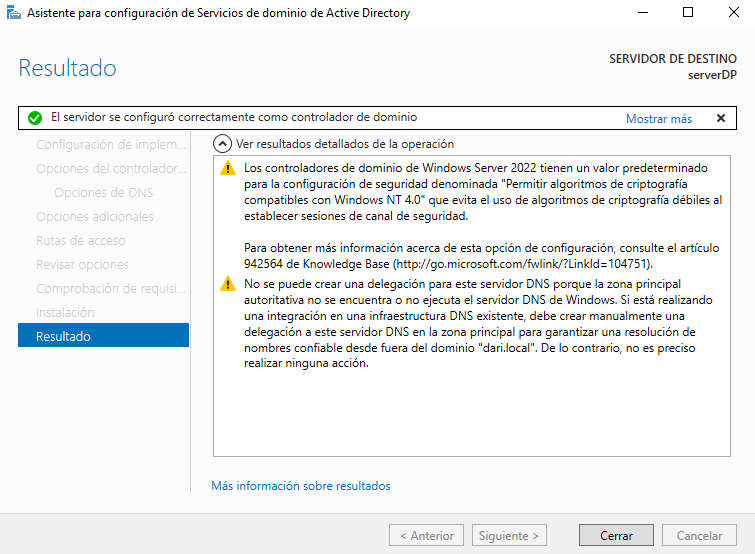 Asistente para configuración de Servicios de dominio de Active Directory
Resultado
SERVIDOR DE DESTINO
serverDP
El servidor se configuró correctamente como controlador de dominio
Mostrar más
Configuración de implem...
Opciones del controlador...
Opciones de DNS
Opciones adicionales
Rutas de acceso
Revisar opciones
Comprobación de requisi...
Instalación
Resultado
Ver resultados detallados de la operación
Los controladores de dominio de Windows Server 2022 tienen un valor predeterminado
para la configuración de seguridad denominada "Permitir algoritmos de criptografía
compatibles con Windows NT 4.0" que evita el uso de algoritmos de criptografía débiles al
establecer sesiones de canal de seguridad.
Para obtener más información acerca de esta opción de configuración, consulte el artículo
942564 de Knowledge Base (http://go.microsoft.com/fwlink/?LinkId=104751).
No se puede crear una delegación para este servidor DNS porque la zona principal
autoritativa no se encuentra o no ejecuta el servidor DNS de Windows. Si está realizando
una integración en una infraestructura DNS existente, debe crear manualmente una
delegación a este servidor DNS en la zona principal para garantizar una resolución de
nombres confiable desde fuera del dominio "dari.local". De lo contrario, no es preciso
realizar ninguna acción.
Más información sobre resultados
< Anterior
Siguiente >
Cerrar
Cancelar